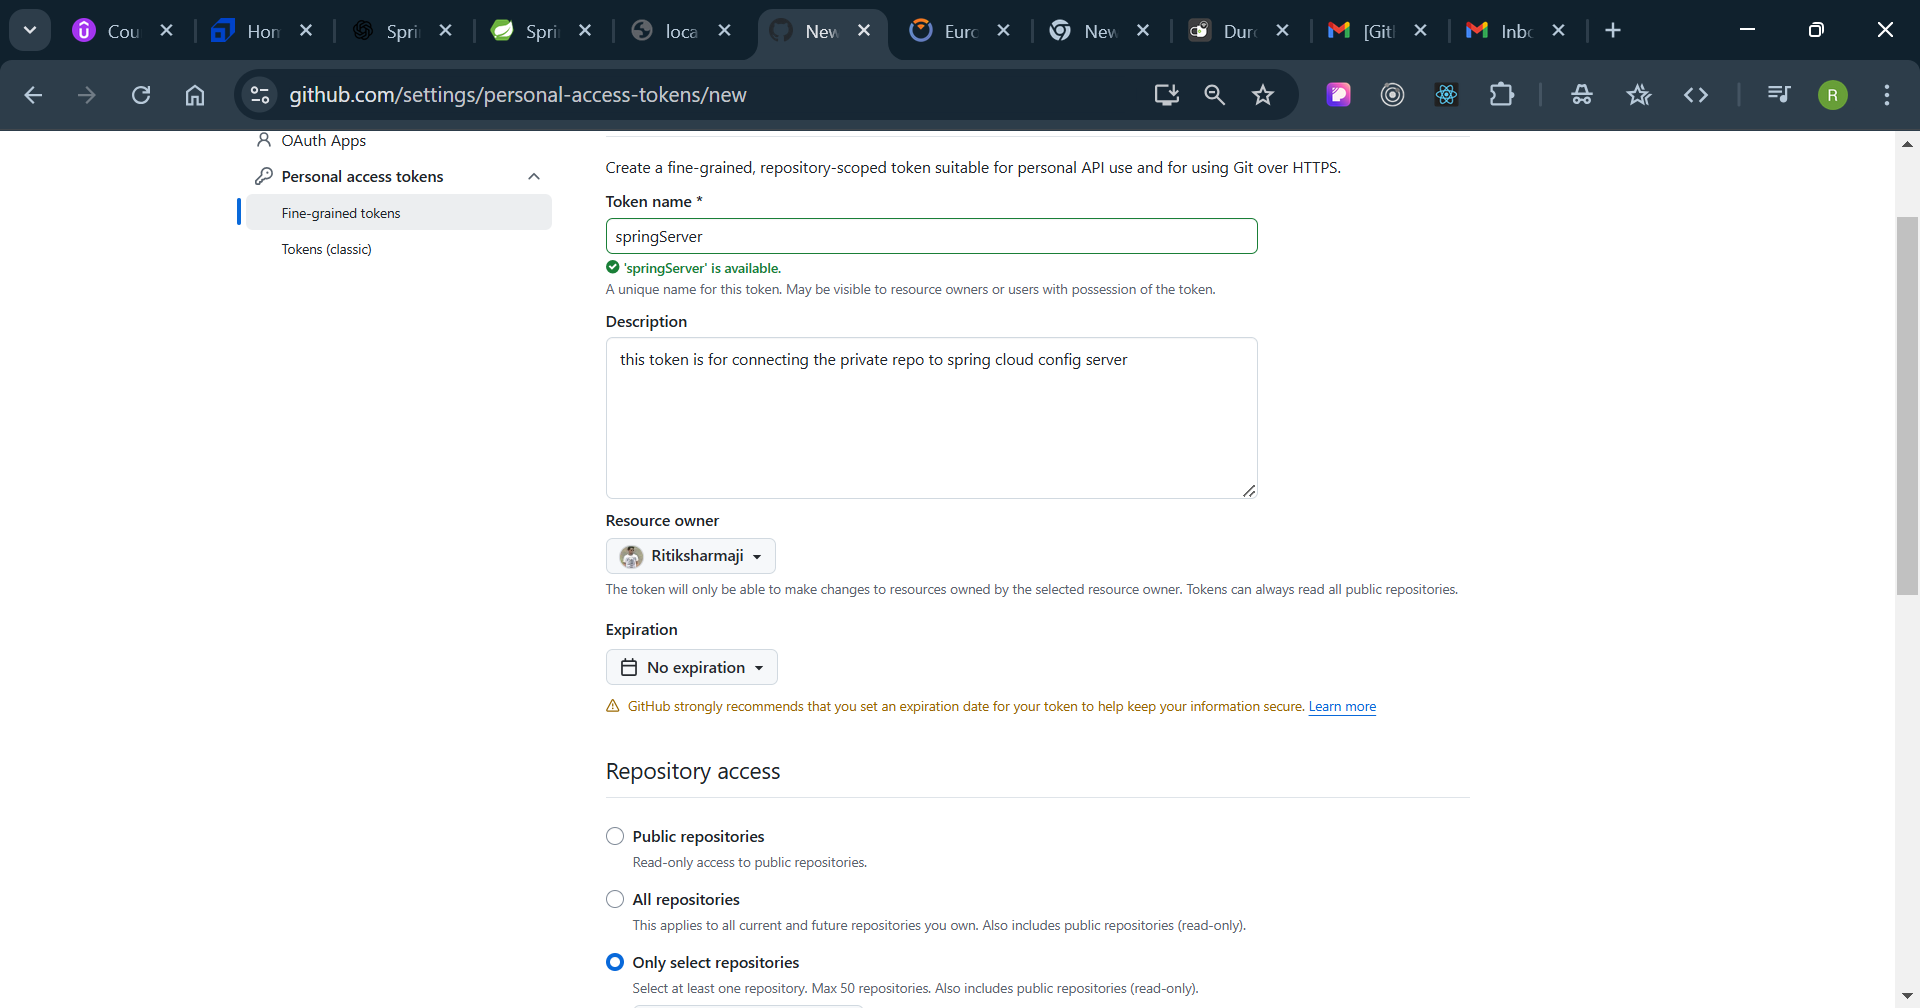 Cou
Hon
Spri
Spri
loca
New
Euro
New
Dur
[Git
Inbo
github.com/settings/personal-access-tokens/new
R
OAuth Apps
Personal access tokens
Fine-grained tokens
Tokens (classic)
Create a fine-grained, repository-scoped token suitable for personal API use and for using Git over HTTPS.
Token name *
springServer
'springServer' is available.
A unique name for this token. May be visible to resource owners or users with possession of the token.
Description
this token is for connecting the private repo to spring cloud config server
Resource owner
Ritiksharmaji
The token will only be able to make changes to resources owned by the selected resource owner. Tokens can always read all public repositories.
Expiration
No expiration
GitHub strongly recommends that you set an expiration date for your token to help keep your information secure. Learn more
Repository access
Public repositories
Read-only access to public repositories.
All repositories
This applies to all current and future repositories you own. Also includes public repositories (read-only).
Only select repositories
Select at least one repository. Max 50 repositories. Also includes public repositories (read-only).